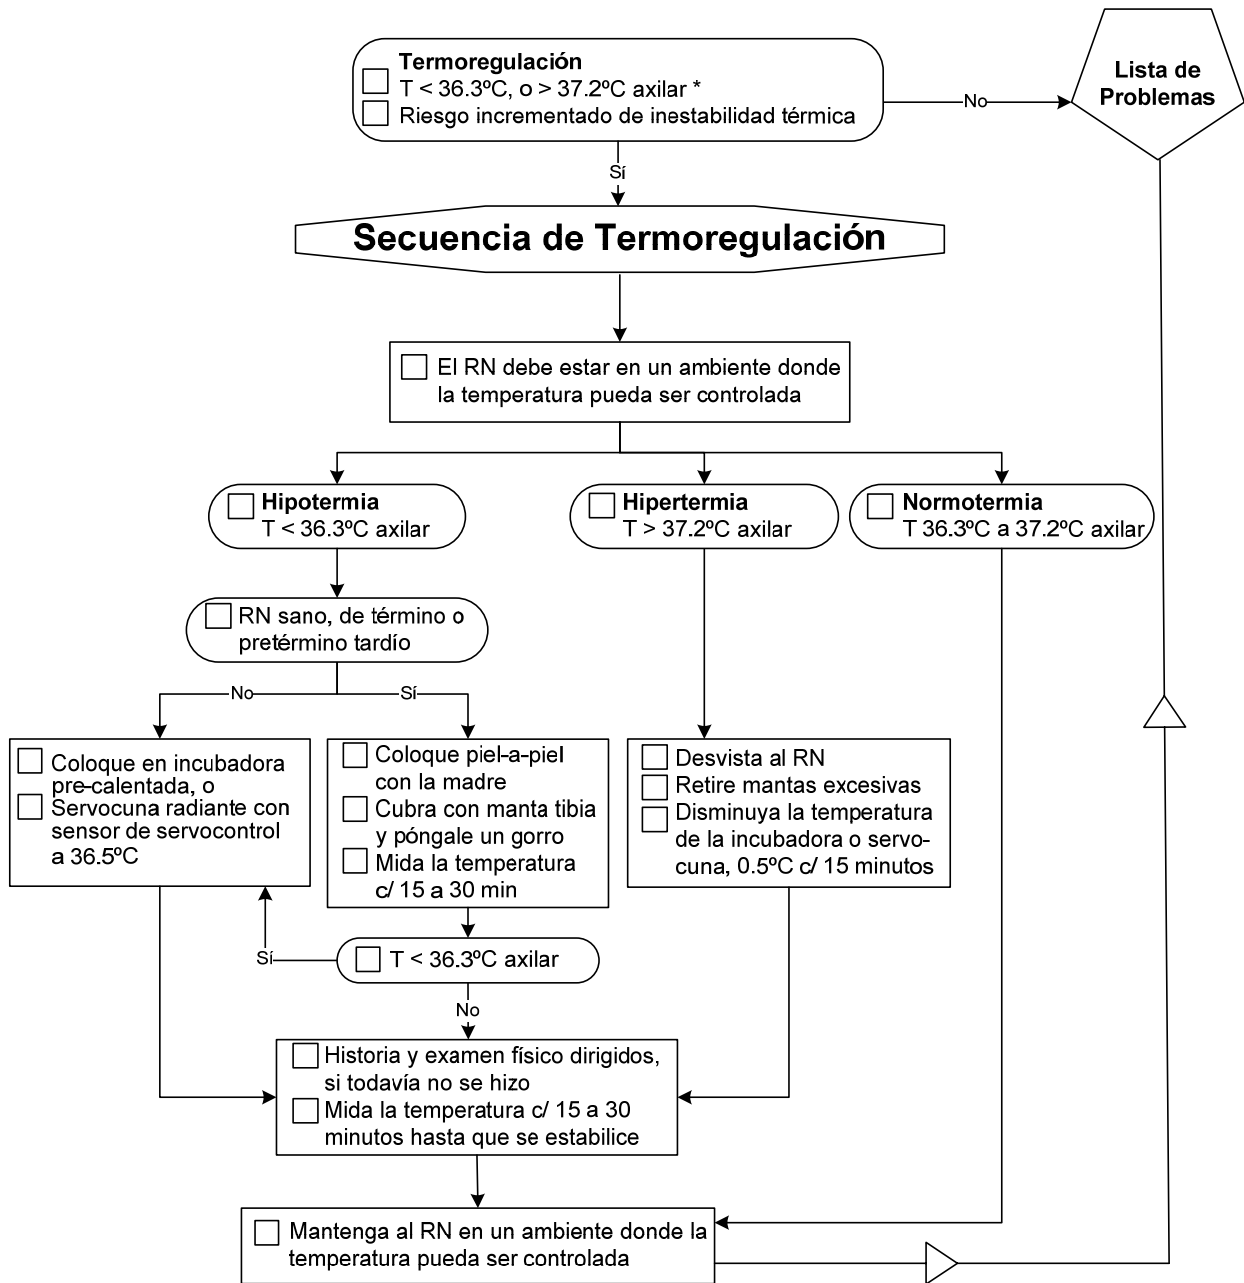 Termoregulación
T < 36.3ºC, o > 37.2ºC axilar *
Riesgo incrementado de inestabilidad térmica
No
Lista de
Problemas
Sí
Secuencia de Termoregulación
El RN debe estar en un ambiente donde
la temperatura pueda ser controlada
Hipotermia
T < 36.3ºC axilar
Hipertermia
T > 37.2ºC axilar
Normotermia
T 36.3ºC a 37.2ºC axilar
RN sano, de término o
pretérmino tardío
No
Sí
Coloque en incubadora
pre-calentada, o
Servocuna radiante con
sensor de servocontrol
a 36.5ºC
Coloque piel-a-piel
con la madre
Cubra con manta tibia
y póngale un gorro
Mida la temperatura
c/ 15 a 30 min
Desvista al RN
Retire mantas excesivas
Disminuya la temperatura
de la incubadora o servo-
cuna, 0.5ºC c/ 15 minutos
Sí
T < 36.3ºC axilar
No
Historia y examen físico dirigidos,
si todavía no se hizo
Mida la temperatura c/ 15 a 30
minutos hasta que se estabilice
Mantenga al RN en un ambiente donde la
temperatura pueda ser controlada